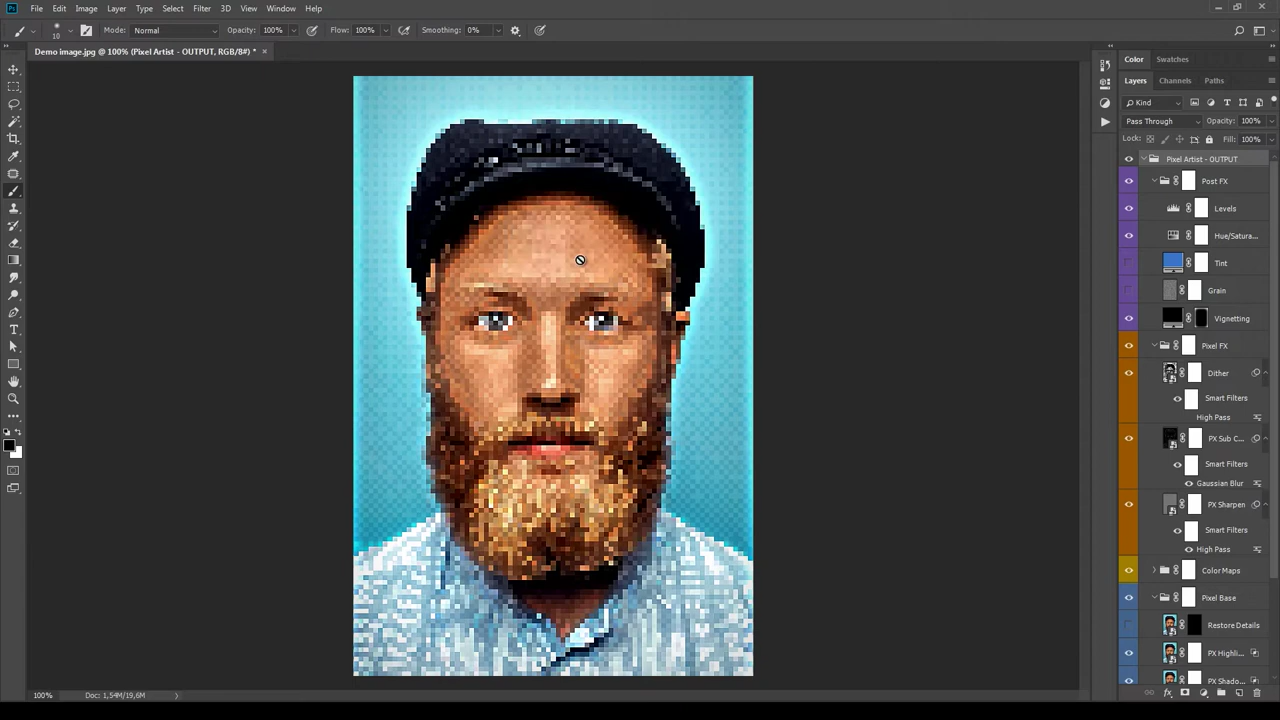 Ps File Edit Image Layer Type Select Filter 3D View Window Help
10 Mode: Normal Opacity: 100% Flow: 100% Smoothing: 0%
Demo image.jpg @ 100% (Pixel Artist - OUTPUT, RGB/8#) * ×
Color Swatches
Layers Channels Paths
Kind
Pass Through Opacity: 100%
Lock: Fill: 100%
Pixel Artist - OUTPUT
Post FX
Levels
Hue/Satura...
Tint
Grain
Vignetting
Pixel FX
Dither
Smart Filters
High Pass
PX Sub C...
Smart Filters
Gaussian Blur
PX Sharpen
Smart Filters
High Pass
Color Maps
Pixel Base
Restore Details
PX Highli...
PX Shado...
100% Doc: 1,54M/19,6M